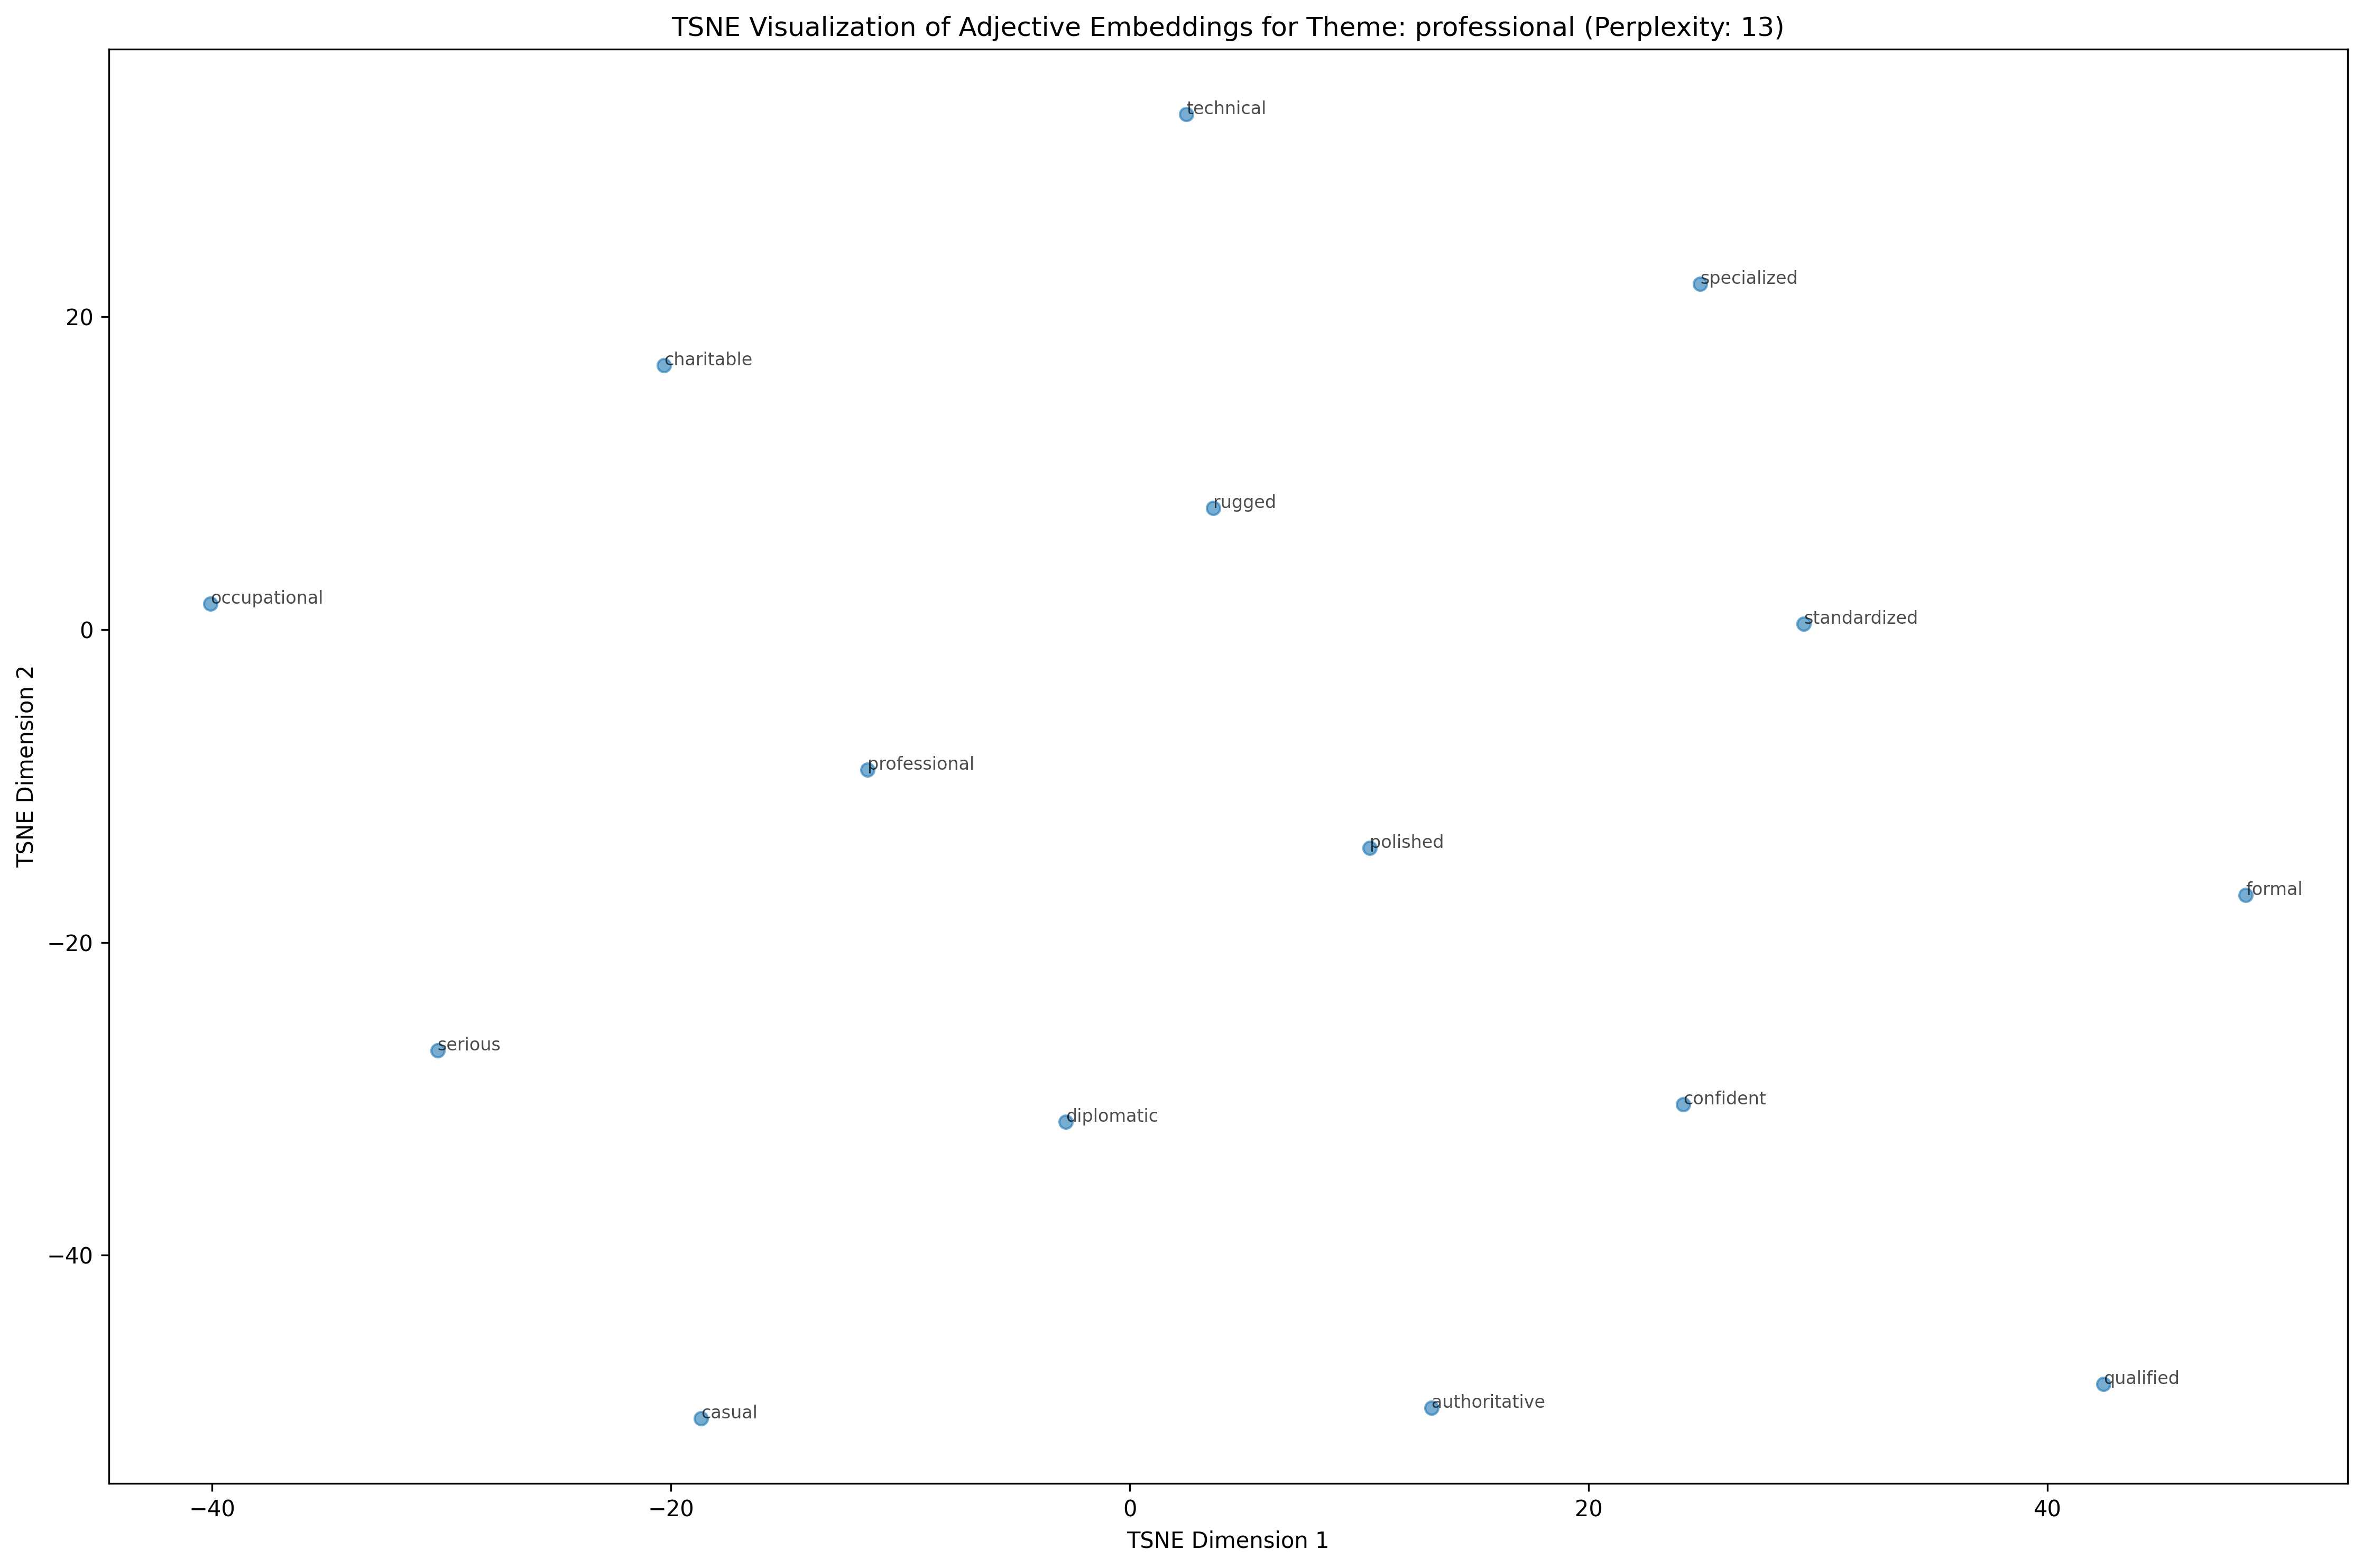 TSNE Visualization of Adjective Embeddings for Theme: professional (Perplexity: 13)
technical
specialized
20
charitable
rugged
occupational
0
standardized
TSNE Dimension 2
professional
polished
formal
−20
serious
confident
diplomatic
−40
qualified
authoritative
casual
−40
−20
0
20
40
TSNE Dimension 1